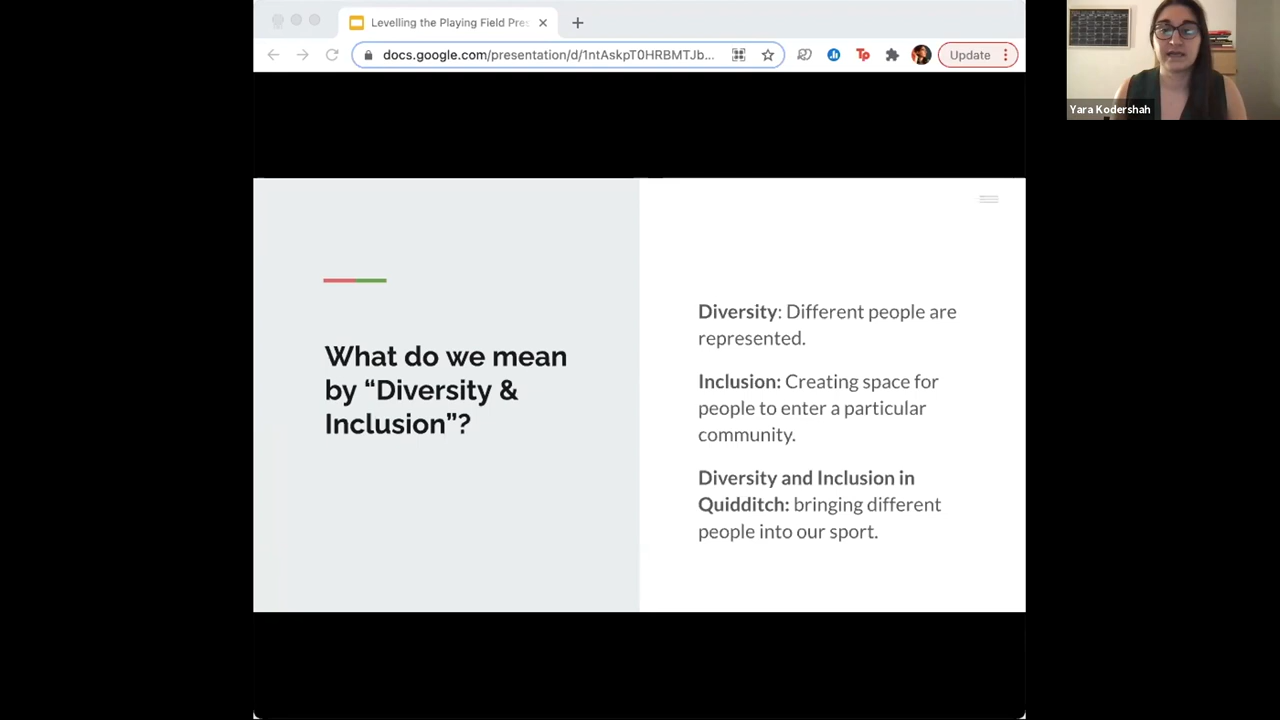 Levelling the Playing Field Pres
docs.google.com/presentation/d/1ntAskpT0HRBMTJb...
Tp
Update
Yara Kodershah
What do we mean
by “Diversity &
Inclusion”?
Diversity: Different people are
represented.
Inclusion: Creating space for
people to enter a particular
community.
Diversity and Inclusion in
Quidditch: bringing different
people into our sport.